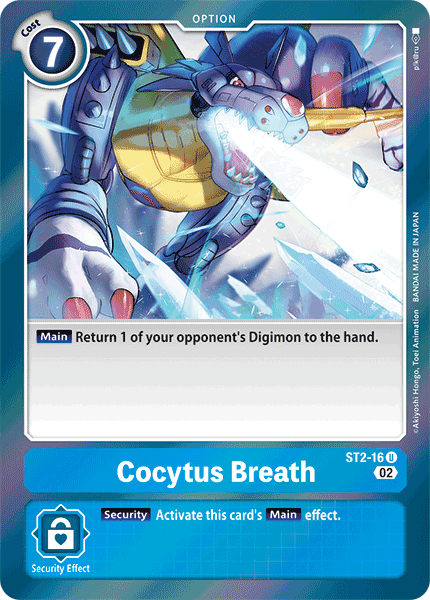 OPTION
Cost
7
p!k@ru
Main Return 1 of your opponent's Digimon to the hand.
©Akiyoshi Hongo, Toei Animation BANDAI MADE IN JAPAN
ST2-16 U
Cocytus Breath
02
Security Activate this card's Main effect.
Security Effect